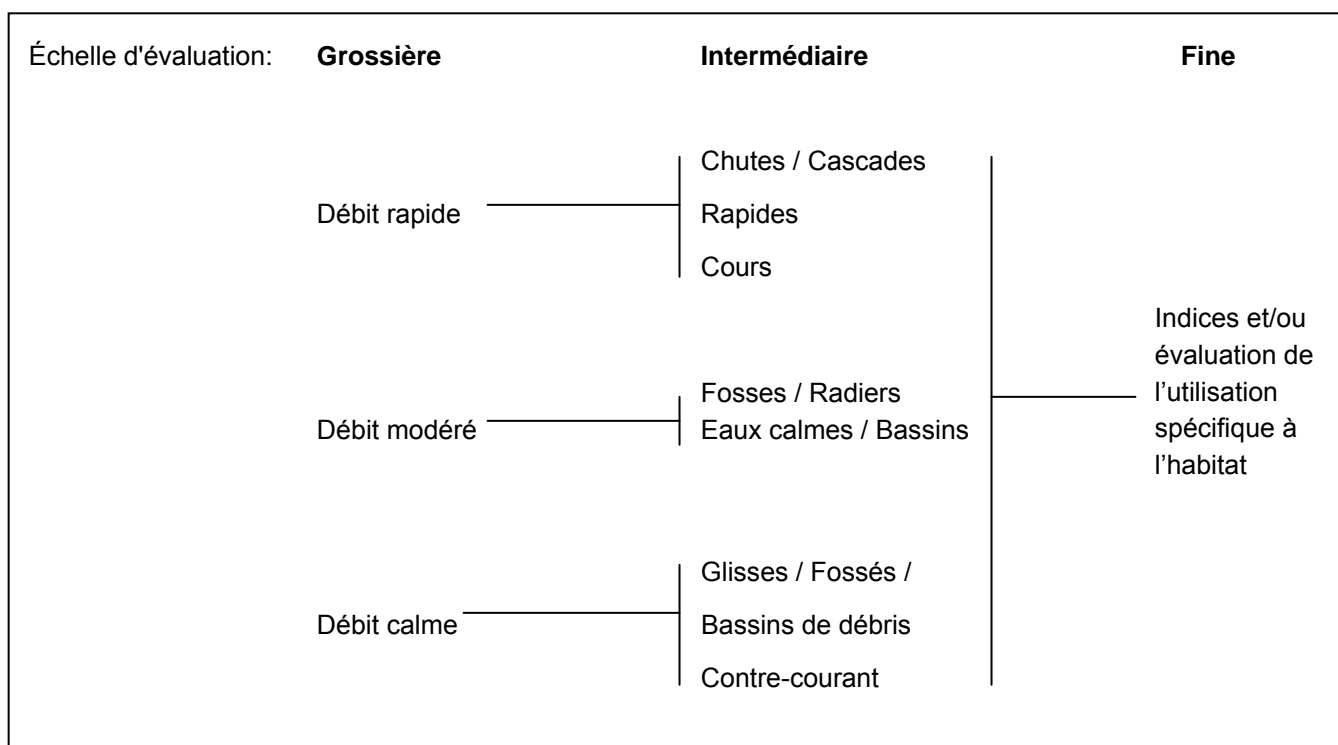 Échelle d'évaluation: Grossière Intermédiaire Fine
Chutes / Cascades
Débit rapide
Rapides
Cours
Fosses / Radiers
Débit modéré
Eaux calmes / Bassins
Glisses / Fossés /
Débit calme
Bassins de débris
Contre-courant
Indices et/ou
évaluation de
l’utilisation
spécifique à
l’habitat